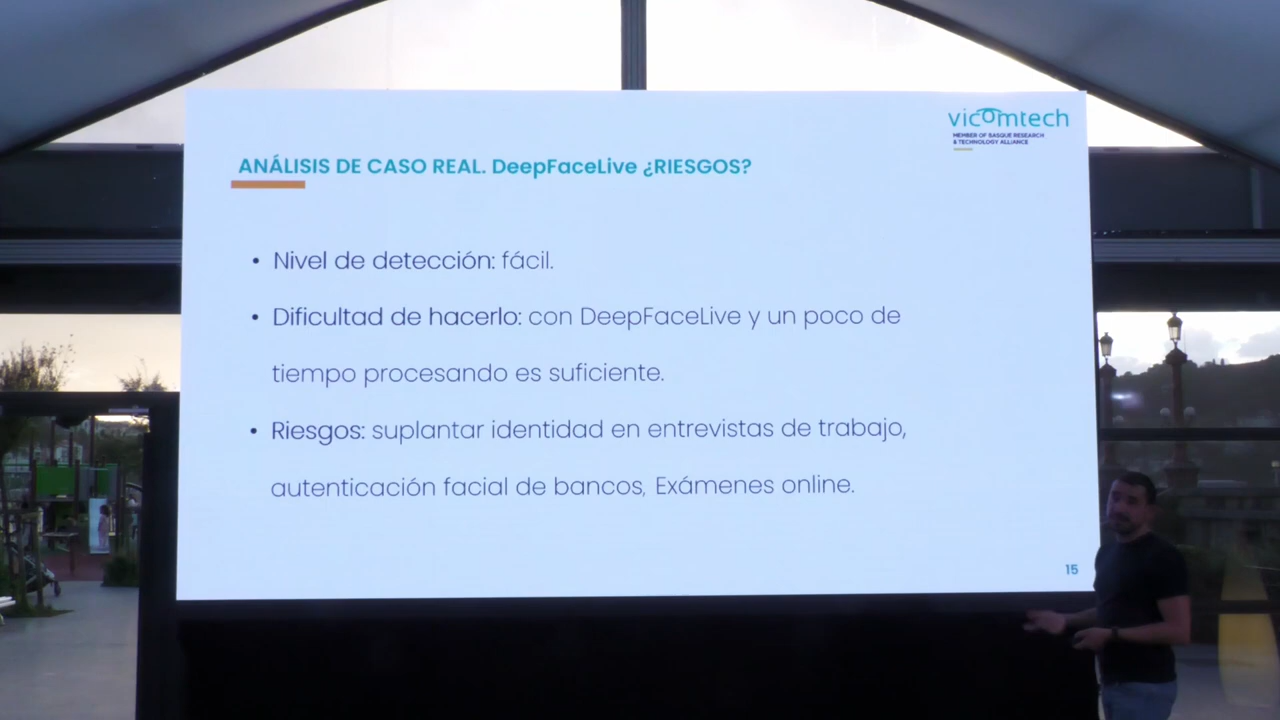 vicomtech
MEMBER OF BASQUE RESEARCH
& TECHNOLOGY ALLIANCE
ANÁLISIS DE CASO REAL. DeepFaceLive ¿RIESGOS?
• Nivel de detección: fácil.
• Dificultad de hacerlo: con DeepFaceLive y un poco de
tiempo procesando es suficiente.
• Riesgos: suplantar identidad en entrevistas de trabajo,
autenticación facial de bancos, Exámenes online.
15